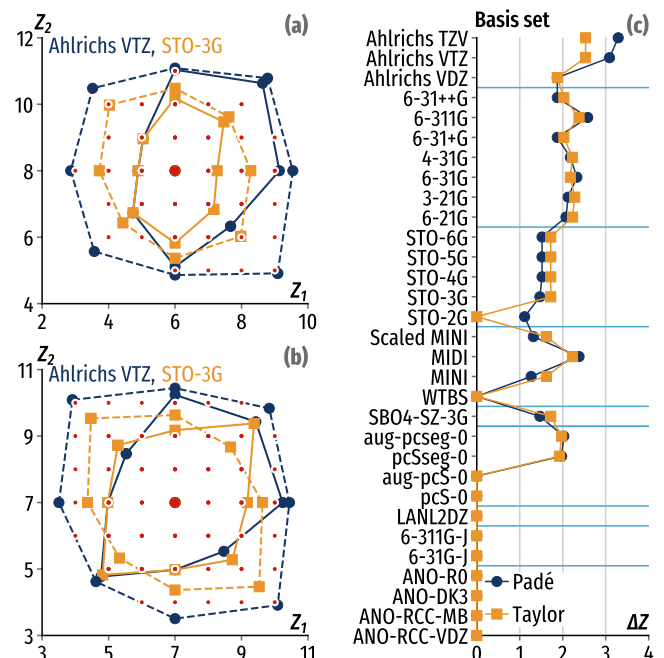 Z2
(a)
12
Ahlrichs VTZ, STO-3G
10
8
6
4
2
4
6
8
10
Z1
Z2
(b)
11
Ahlrichs VTZ, STO-3G
9
7
5
3
3
5
7
9
11
Z1
Basis set
(c)
Ahlrichs TZV
Ahlrichs VTZ
Ahlrichs VDZ
6-31++G
6-311G
6-31+G
4-31G
6-31G
3-21G
6-21G
STO-6G
STO-5G
STO-4G
STO-3G
STO-2G
Scaled MINI
MIDI
MINI
WTBS
SBO4-SZ-3G
aug-pcseg-0
pcSseg-0
aug-pcS-0
pcS-0
LANL2DZ
6-311G-J
6-31G-J
ANO-R0
ANO-DK3
ANO-RCC-MB
ANO-RCC-VDZ
Padé
Taylor
ΔZ
0
1
2
3
4